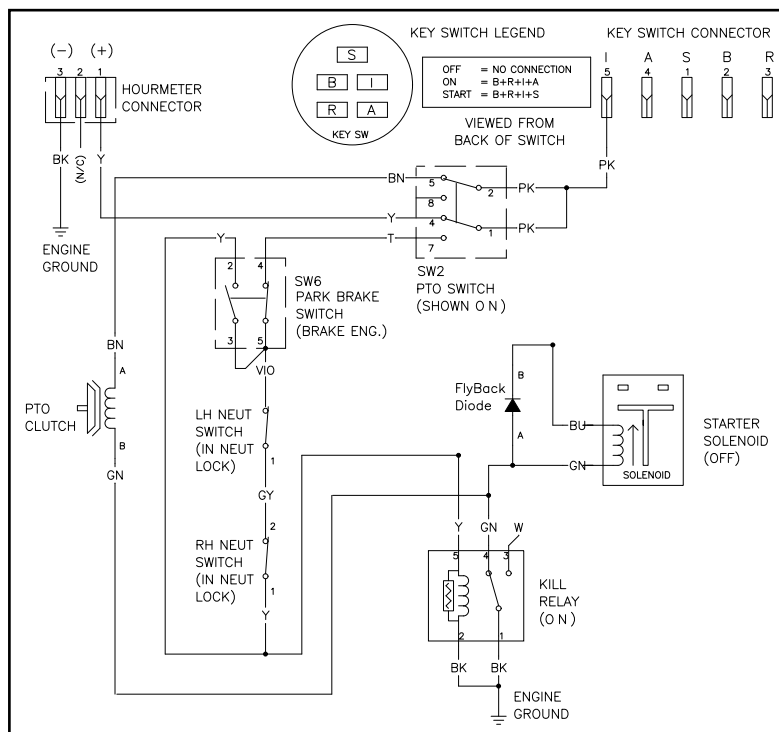 KEY SWITCH LEGEND
KEY SWITCH CONNECTOR
(-) (+)
3 2 1
HOURMETER
CONNECTOR
BK (N/C) Y
ENGINE
GROUND
S
B I
R A
KEY SW
OFF = NO CONNECTION
ON = B+R+I+A
START = B+R+I+S
VIEWED FROM
BACK OF SWITCH
I A S B R
5 4 1 2 3
PK
BN 5 2 PK
8
Y 4 1 PK
T 7
SW2
PTO SWITCH
(SHOWN O N )
Y
2 4
SW6
PARK BRAKE
SWITCH
(BRAKE ENG.)
3 5
VIO
BN
A
PTO
CLUTCH
B
GN
LH NEUT
SWITCH
(IN NEUT
LOCK)
1
GY
2
RH NEUT
SWITCH
(IN NEUT
LOCK)
1
Y
FlyBack
Diode
B
A
BU
GN
SOLENOID
STARTER
SOLENOID
(OFF)
Y GN W
5 4 3
KILL
RELAY
(O N )
2 1
BK BK
ENGINE
GROUND